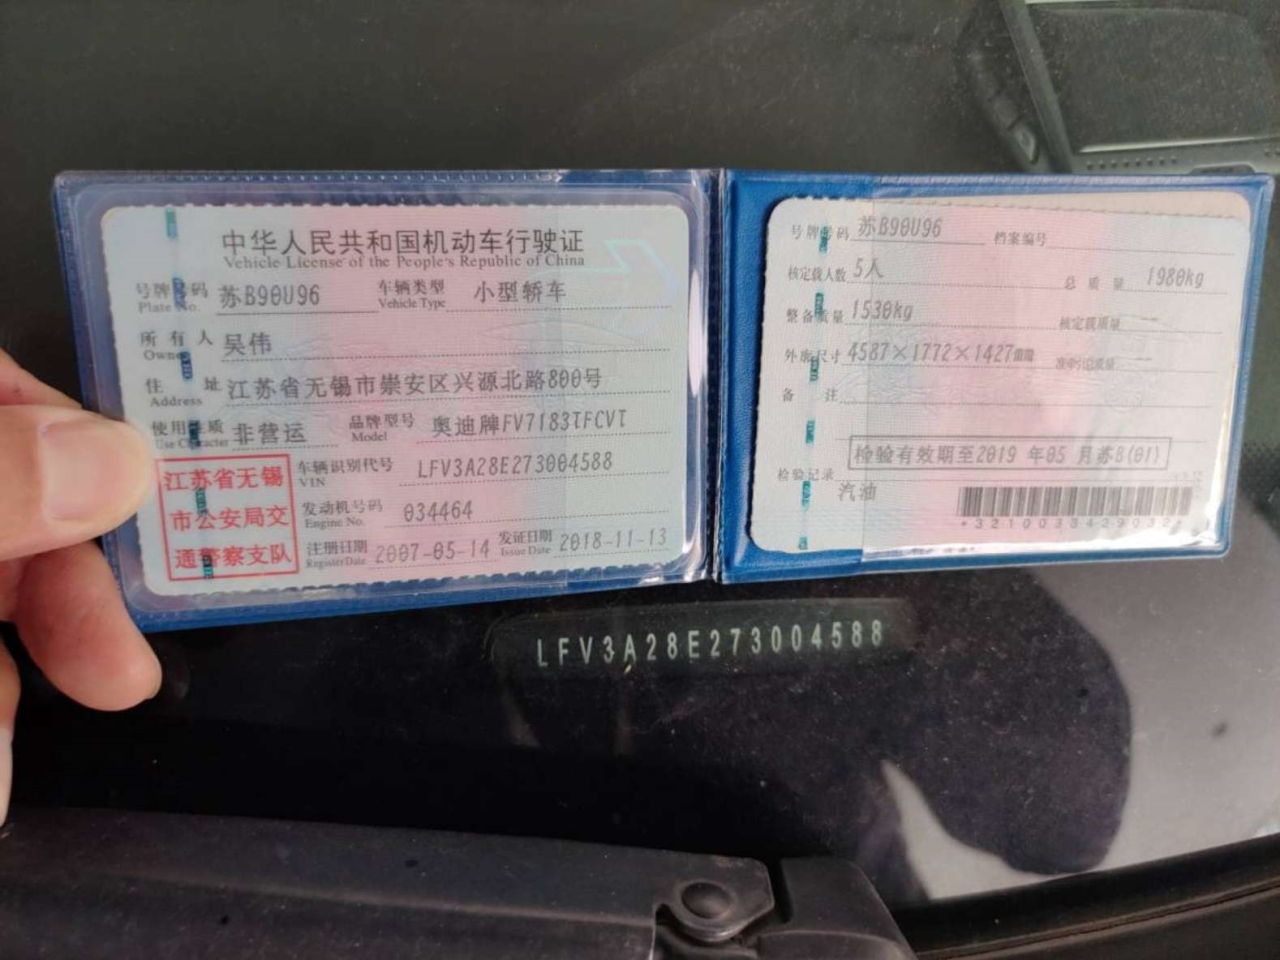 中华人民共和国机动车行驶证
Vehicle License of the People's Republic of China
号牌号码 苏B90U96 车辆类型 小型轿车
Plate No. Vehicle Type
所有人 吴伟
Owner
住址 江苏省无锡市崇安区兴源北路800号
Address
使用性质 非营运 品牌型号 奥迪牌FV7183TFCVT
Use Character Model
江苏省无锡
市公安局交
通警察支队
车辆识别代号 LFV3A28E273004588
VIN
发动机号码 034464
Engine No.
注册日期 2007-05-14 发证日期 2018-11-13
Register Date Issue Date
号牌号码 苏B90U96 档案编号
核定载人数 5人 总质量 1980kg
整备质量 1530kg 核定载质量 --
外廓尺寸 4587×1772×1427mm 准牵引总质量 --
备注
检验有效期至2019年05月苏B(01)
检验记录
汽油
LFV3A28E273004588